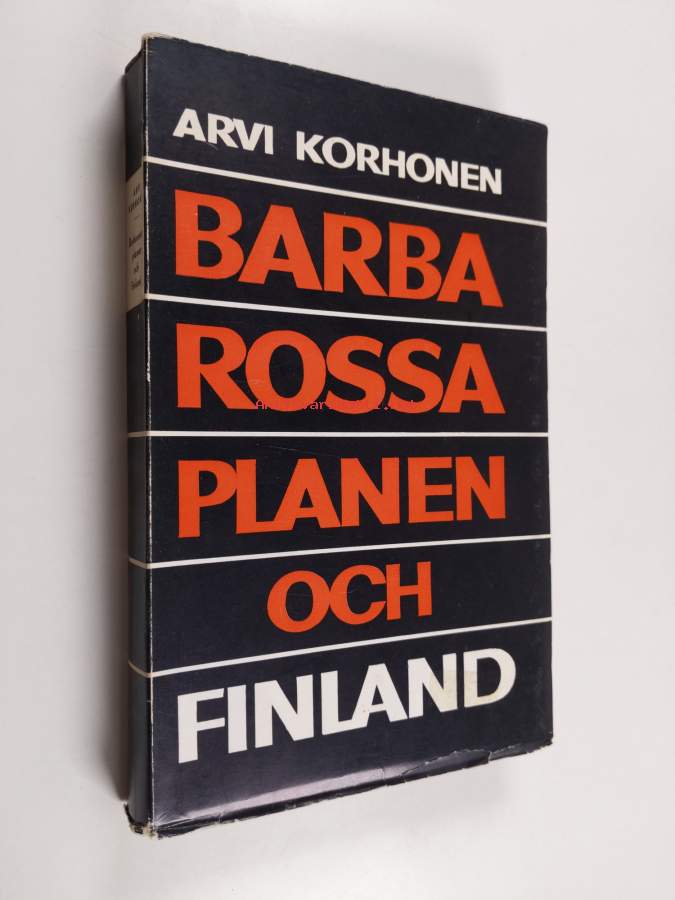 ARVI KORHONEN
BARBA
ROSSA
PLANEN
OCH
FINLAND